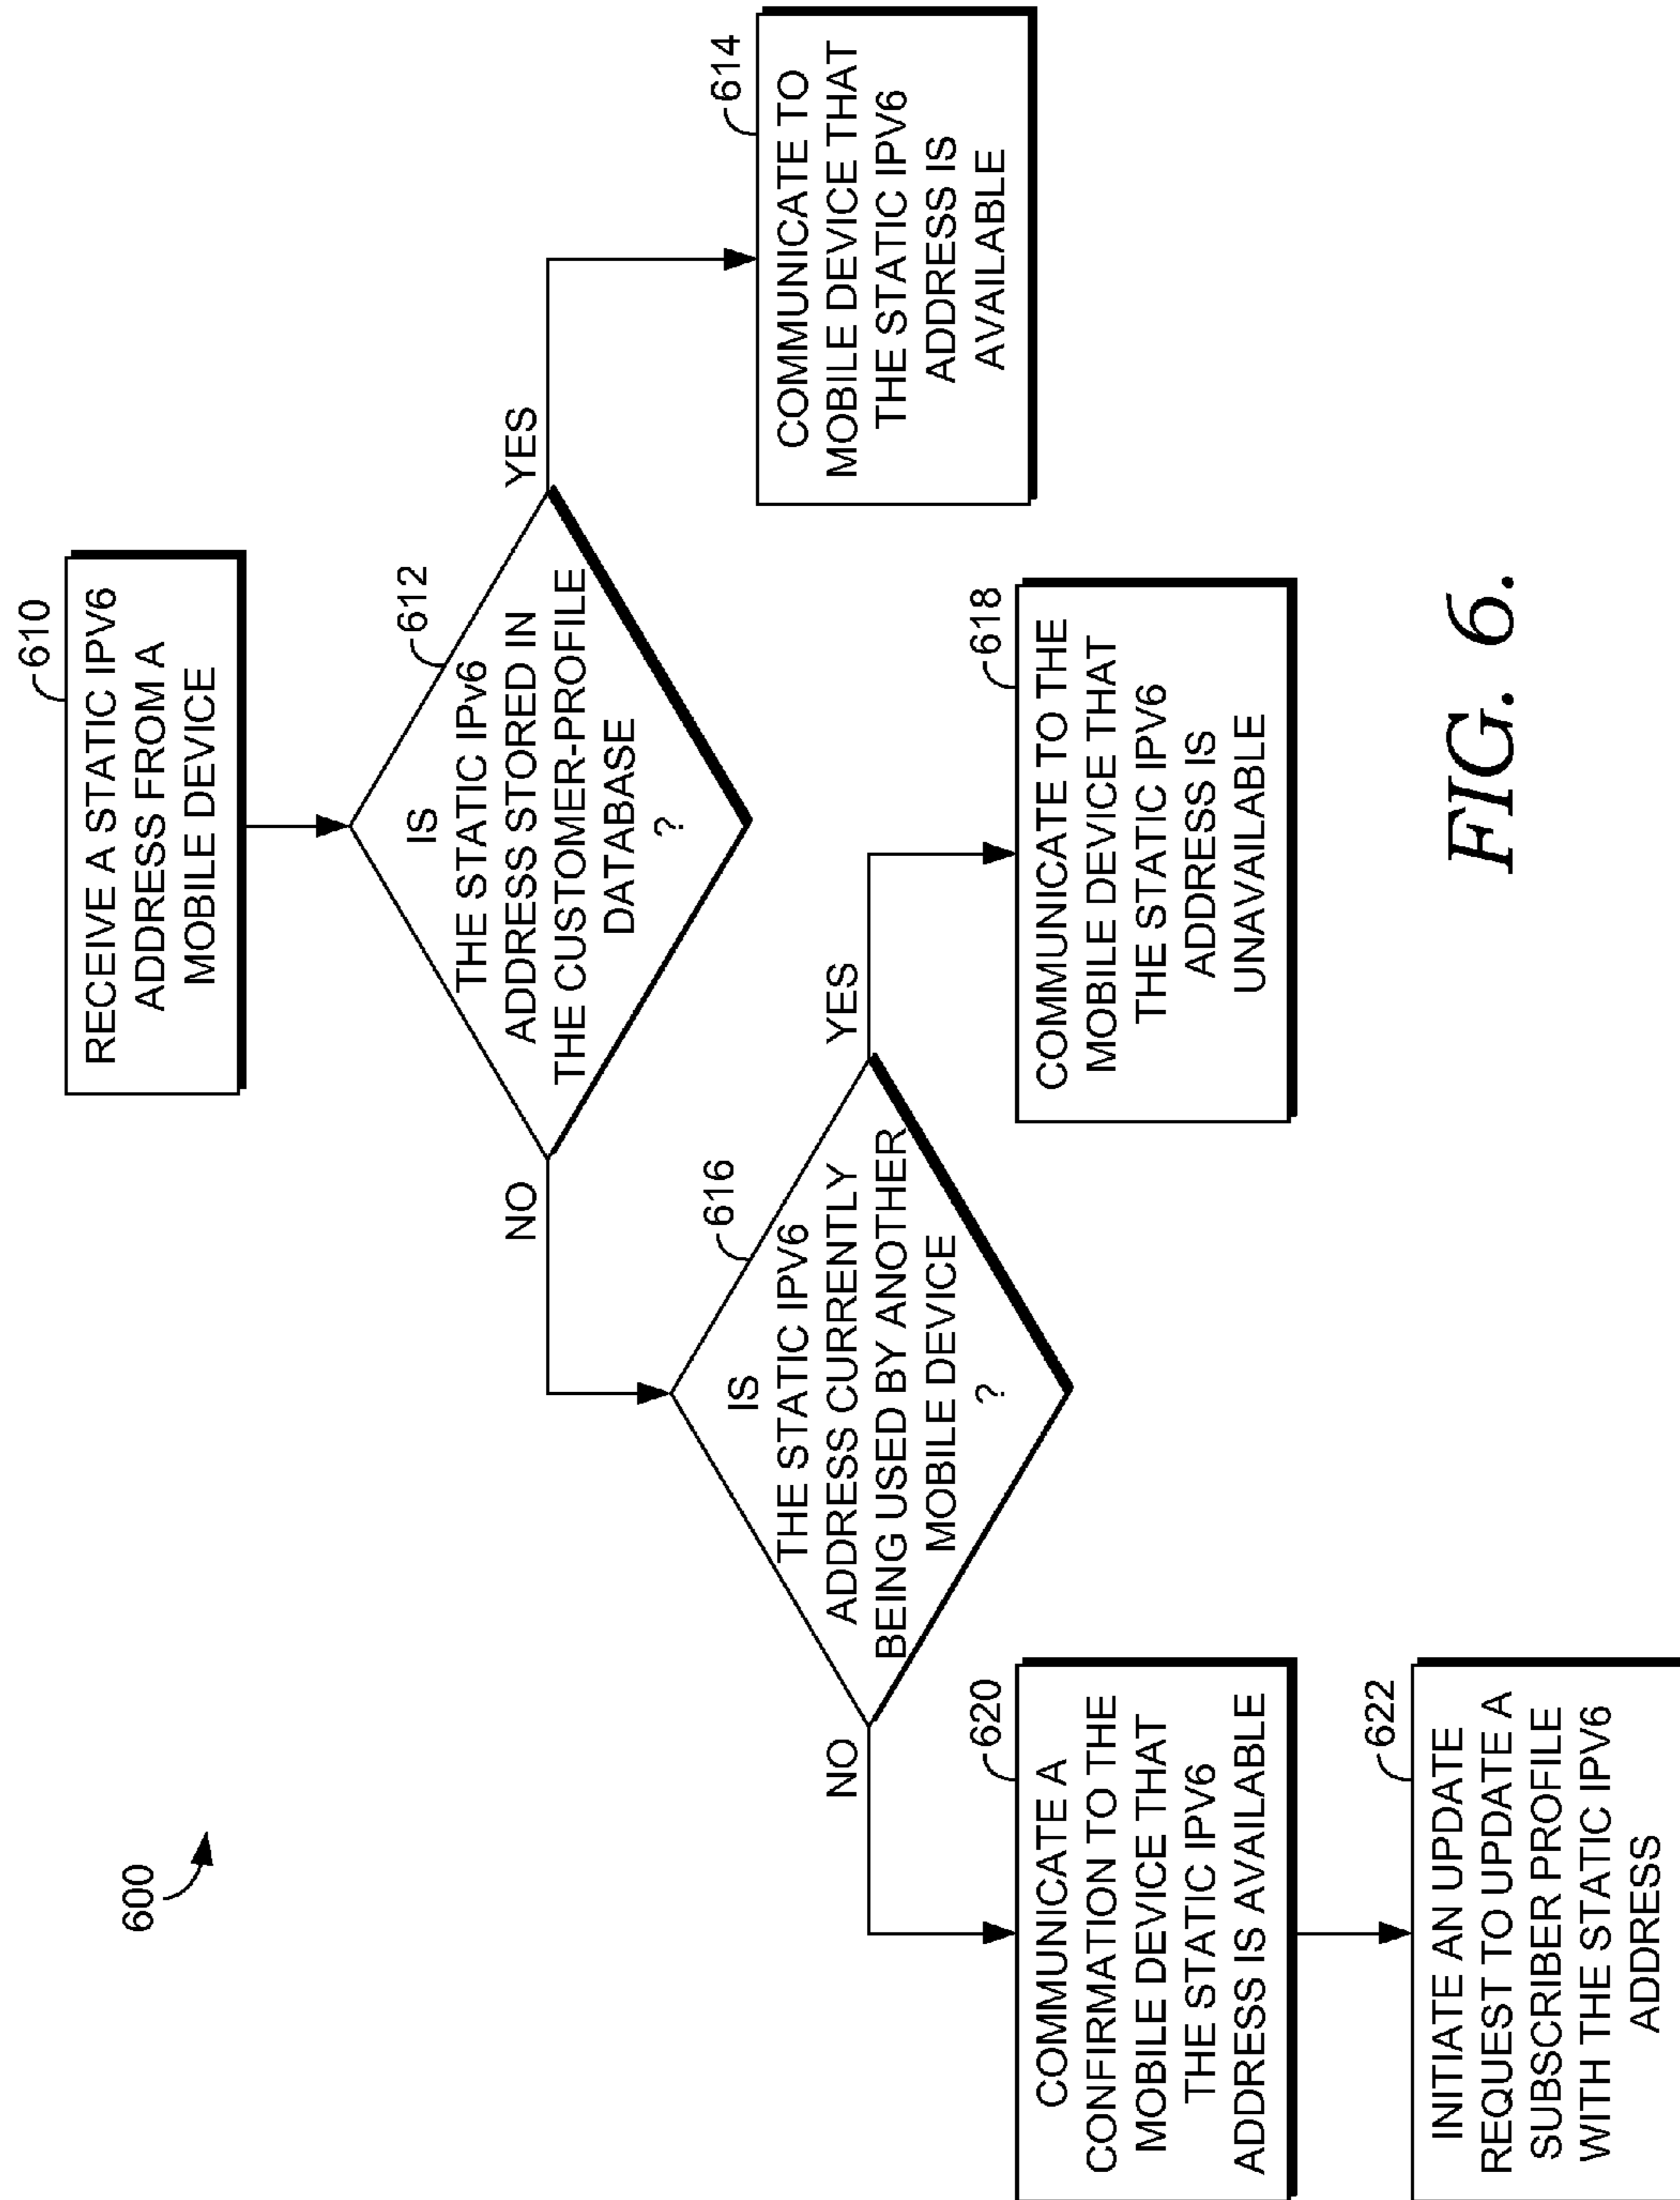 600
610
RECEIVE A STATIC IPV6
ADDRESS FROM A
MOBILE DEVICE
612
IS
THE STATIC IPv6
ADDRESS STORED IN
THE CUSTOMER-PROFILE
DATABASE
?
NO
YES
614
COMMUNICATE TO
MOBILE DEVICE THAT
THE STATIC IPV6
ADDRESS IS
AVAILABLE
616
IS
THE STATIC IPV6
ADDRESS CURRENTLY
BEING USED BY ANOTHER
MOBILE DEVICE
?
NO
YES
618
COMMUNICATE TO THE
MOBILE DEVICE THAT
THE STATIC IPV6
ADDRESS IS
UNAVAILABLE
620
COMMUNICATE A
CONFIRMATION TO THE
MOBILE DEVICE THAT
THE STATIC IPV6
ADDRESS IS AVAILABLE
622
INITIATE AN UPDATE
REQUEST TO UPDATE A
SUBSCRIBER PROFILE
WITH THE STATIC IPV6
ADDRESS
FIG. 6.